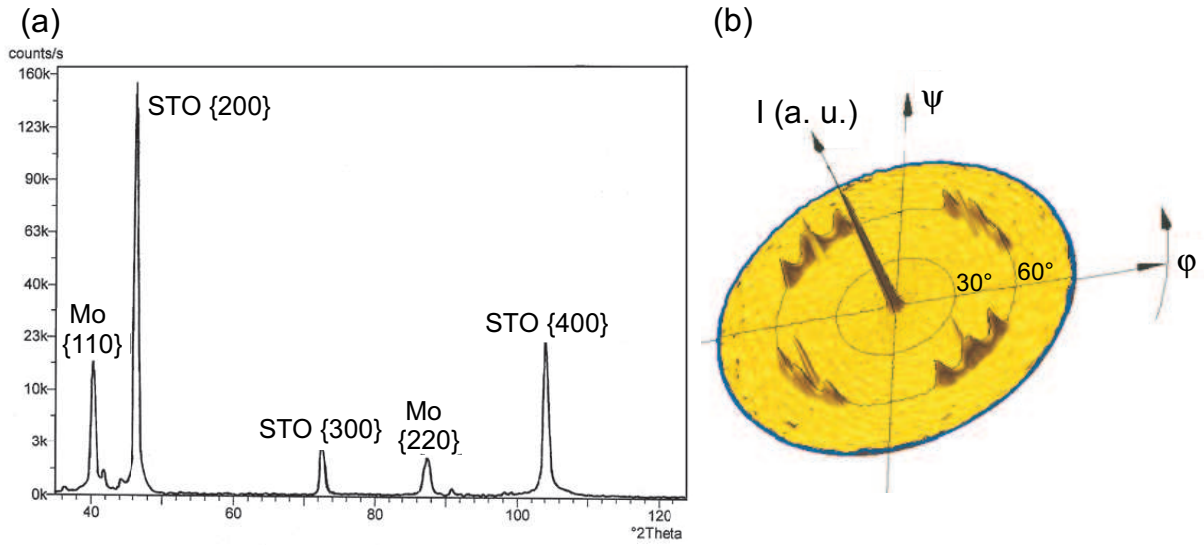 (a)
counts/s
160k
123k
90k
63k
40k
23k
10k
3k
0k
STO {200}
Mo
{110}
STO {300}
Mo
{220}
STO {400}
40
60
80
100
120
°2Theta
(b)
I (a. u.)
ψ
φ
30°
60°